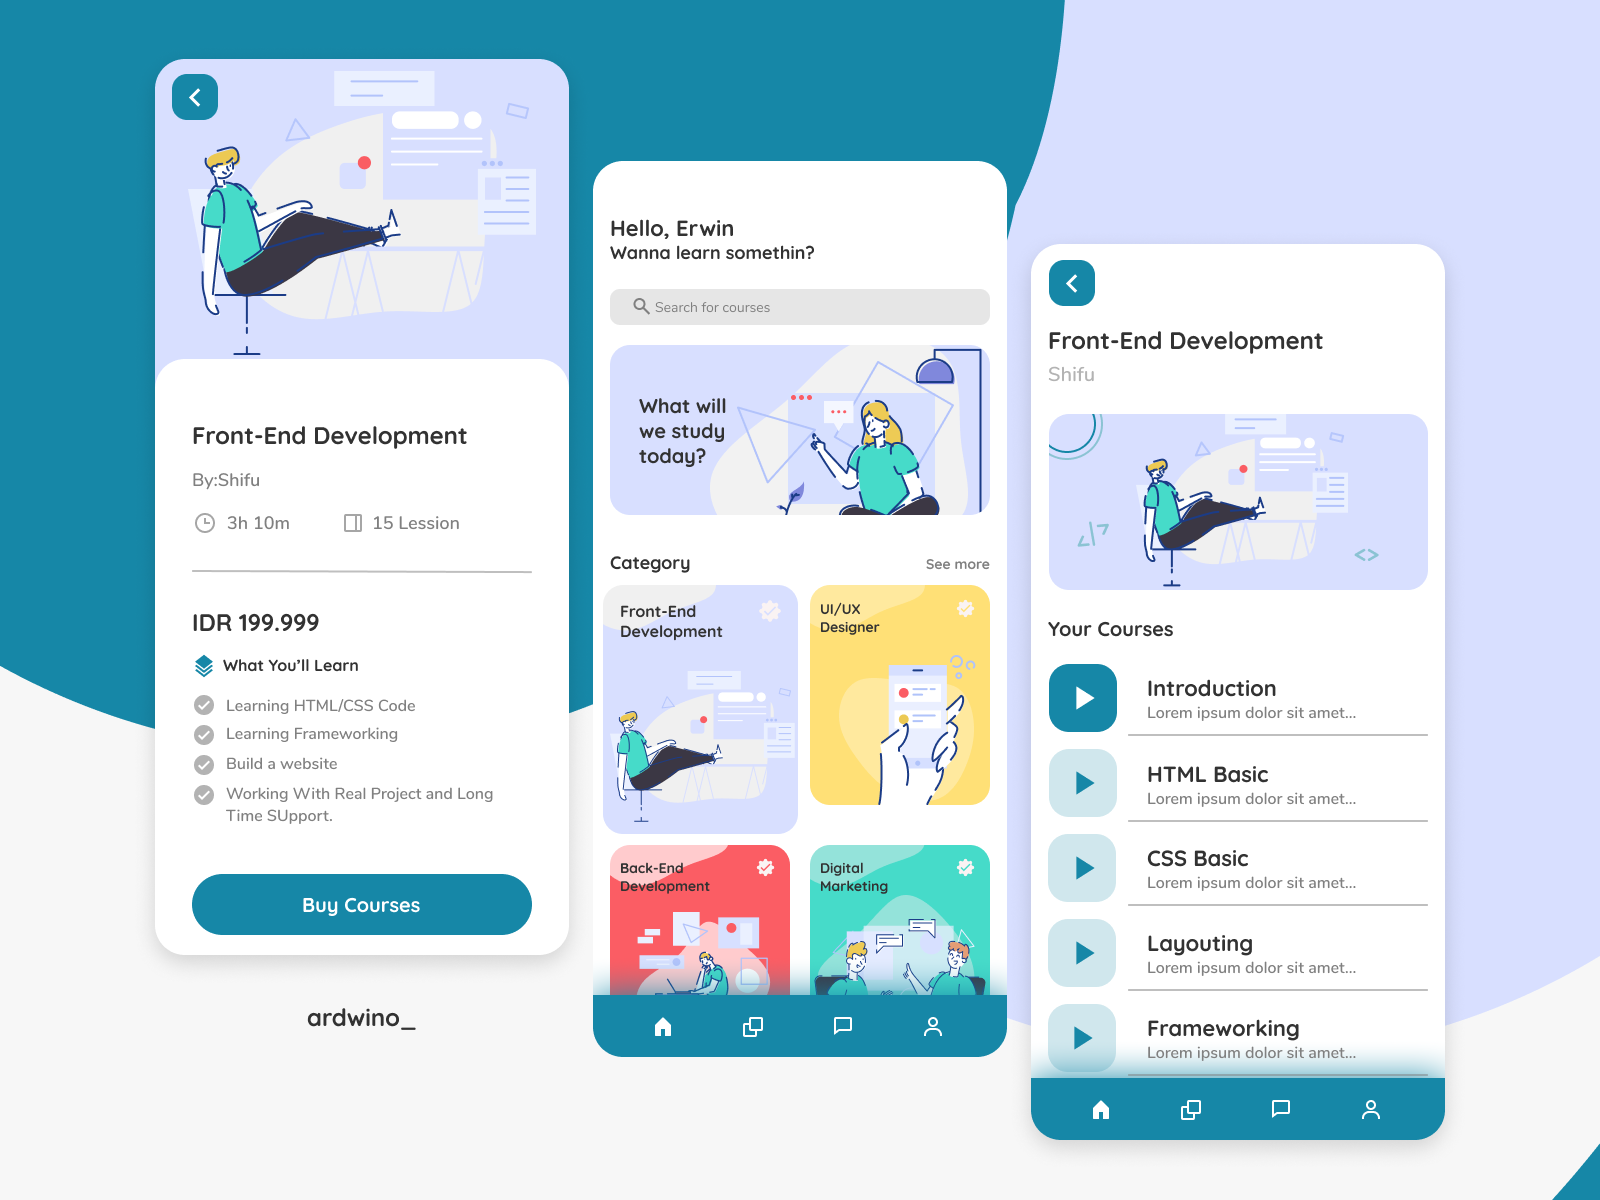 Front-End Development
By:Shifu
3h 10m
15 Lession
IDR 199.999
What You'll Learn
Learning HTML/CSS Code
Learning Frameworking
Build a website
Working With Real Project and Long
Time SUpport.
Buy Courses
ardwino_
Hello, Erwin
Wanna learn somethin?
Search for courses
What will
we study
today?
Category
See more
Front-End
Development
UI/UX
Designer
Back-End
Development
Digital
Marketing
Front-End Development
Shifu
</>
<>
Your Courses
Introduction
Lorem ipsum dolor sit amet...
HTML Basic
Lorem ipsum dolor sit amet...
CSS Basic
Lorem ipsum dolor sit amet...
Layouting
Lorem ipsum dolor sit amet...
Frameworking
Lorem ipsum dolor sit amet...